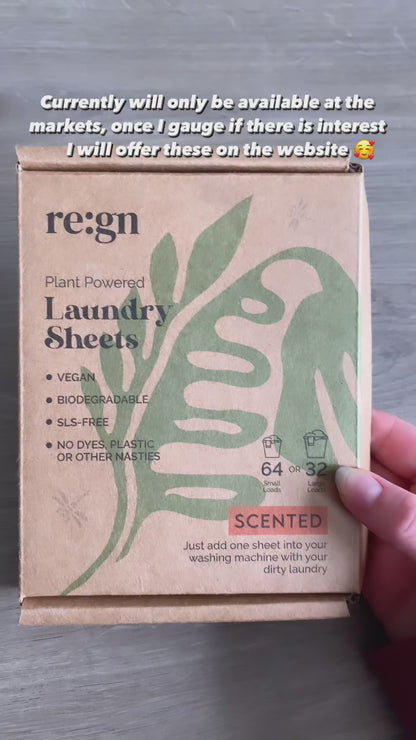 Currently will only be available at the
markets, once I gauge if there is interest
I will offer these on the website 🥰
re:gn
Plant Powered
Laundry
Sheets
• VEGAN
• BIODEGRADABLE
• SLS-FREE
• NO DYES, PLASTIC
OR OTHER NASTIES
64 OR 32
Small Large
Loads Loads
SCENTED
Just add one sheet into your
washing machine with your
dirty laundry